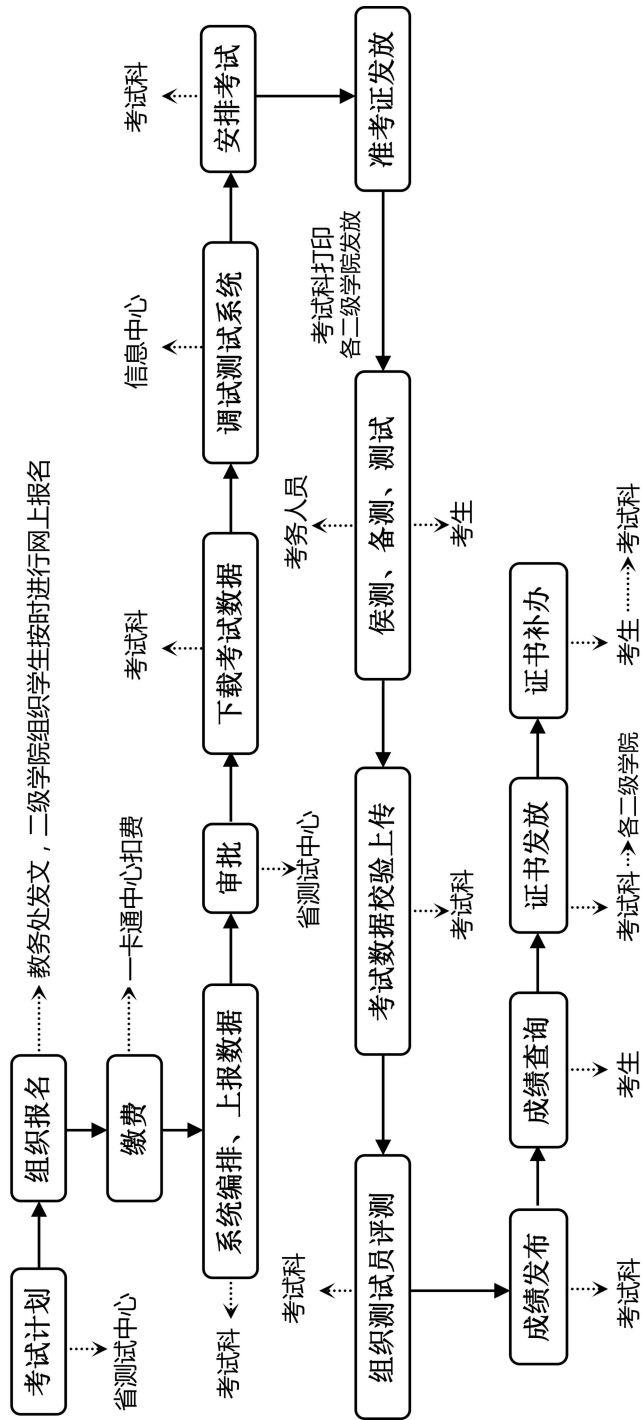 考试计划
省测试中心
组织报名
教务处发文，二级学院组织学生按时进行网上报名
缴费
一卡通中心扣费
系统编排、上报数据
考试科
审批
省测试中心
下载考试数据
考试科
调试测试系统
信息中心
安排考试
考试科
准考证发放
考试科打印
各二级学院发放
侯测、备测、测试
考务人员
考生
考试数据校验上传
考试科
组织测试员评测
考试科
成绩发布
考试科
成绩查询
考生
证书发放
考试科
各二级学院
证书补办
考生
考试科